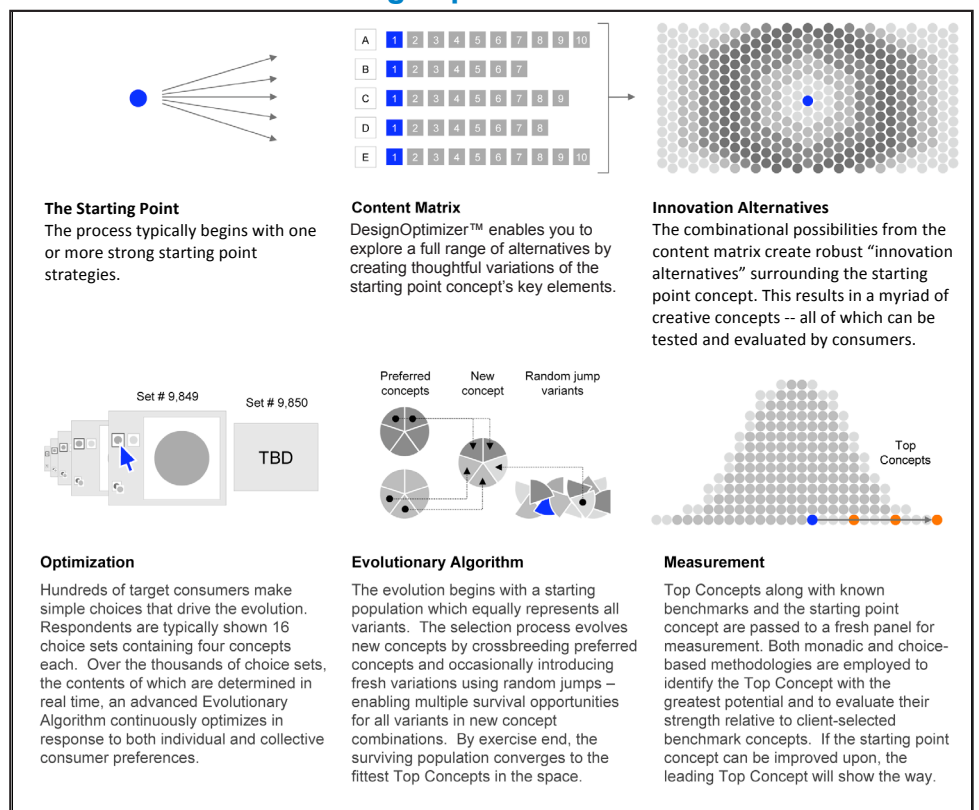 A 1 2 3 4 5 6 7 8 9 10
B 1 2 3 4 5 6 7
C 1 2 3 4 5 6 7 8 9
D 1 2 3 4 5 6 7 8
E 1 2 3 4 5 6 7 8 9 10
The Starting Point
The process typically begins with one
or more strong starting point
strategies.
Content Matrix
DesignOptimizer™ enables you to
explore a full range of alternatives by
creating thoughtful variations of the
starting point concept's key elements.
Innovation Alternatives
The combinational possibilities from the
content matrix create robust “innovation
alternatives” surrounding the starting
point concept. This results in a myriad of
creative concepts -- all of which can be
tested and evaluated by consumers.
Set # 9,849
Set # 9,850
TBD
Preferred
concepts
New
concept
Random jump
variants
Top
Concepts
Optimization
Hundreds of target consumers make
simple choices that drive the evolution.
Respondents are typically shown 16
choice sets containing four concepts
each. Over the thousands of choice sets,
the contents of which are determined in
real time, an advanced Evolutionary
Algorithm continuously optimizes in
response to both individual and collective
consumer preferences.
Evolutionary Algorithm
The evolution begins with a starting
population which equally represents all
variants. The selection process evolves
new concepts by crossbreeding preferred
concepts and occasionally introducing
fresh variations using random jumps –
enabling multiple survival opportunities
for all variants in new concept
combinations. By exercise end, the
surviving population converges to the
fittest Top Concepts in the space.
Measurement
Top Concepts along with known
benchmarks and the starting point
concept are passed to a fresh panel for
measurement. Both monadic and choice-
based methodologies are employed to
identify the Top Concept with the
greatest potential and to evaluate their
strength relative to client-selected
benchmark concepts. If the starting point
concept can be improved upon, the
leading Top Concept will show the way.